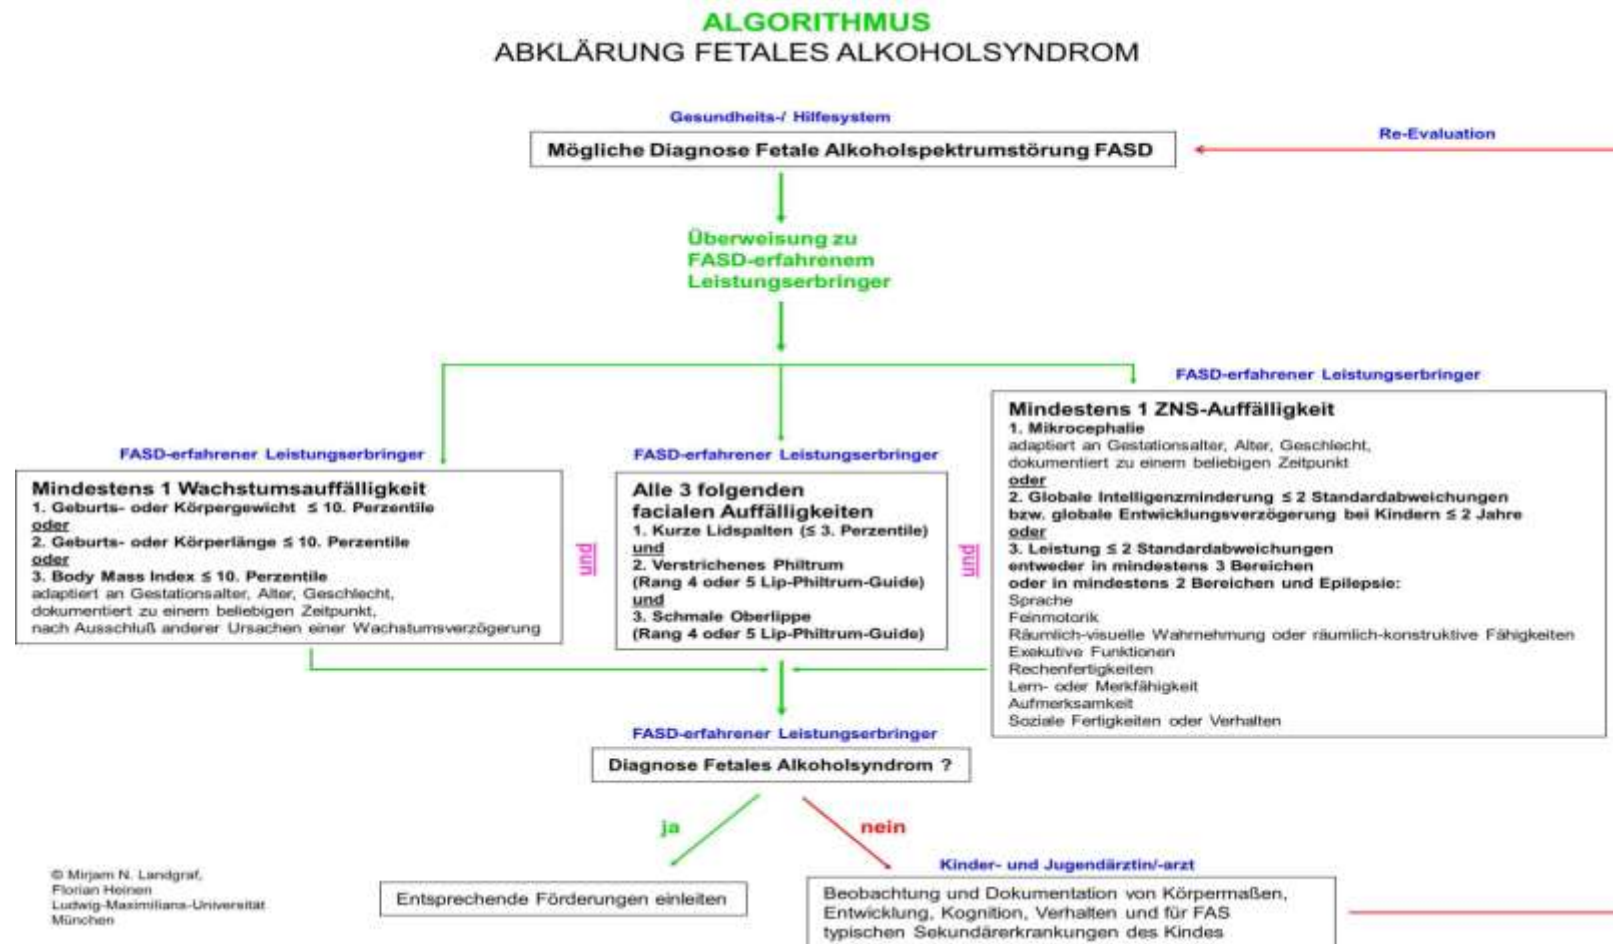 ALGORITHMUS
ABKLÄRUNG FETALES ALKOHOLSYNDROM
Gesundheits-/ Hilfesystem
Mögliche Diagnose Fetale Alkoholspektrumstörung FASD
Re-Evaluation
Überweisung zu
FASD-erfahrenem
Leistungserbringer
FASD-erfahrener Leistungserbringer
Mindestens 1 Wachstumsauffälligkeit
1. Geburts- oder Körpergewicht ≤ 10. Perzentile
oder
2. Geburts- oder Körperlänge ≤ 10. Perzentile
oder
3. Body Mass Index ≤ 10. Perzentile
adaptiert an Gestationsalter, Alter, Geschlecht,
dokumentiert zu einem beliebigen Zeitpunkt,
nach Ausschluß anderer Ursachen einer Wachstumsverzögerung
und
FASD-erfahrener Leistungserbringer
Alle 3 folgenden
facialen Auffälligkeiten
1. Kurze Lidspalten (≤ 3. Perzentile)
und
2. Verstrichenes Philtrum
(Rang 4 oder 5 Lip-Philtrum-Guide)
und
3. Schmale Oberlippe
(Rang 4 oder 5 Lip-Philtrum-Guide)
und
FASD-erfahrener Leistungserbringer
Mindestens 1 ZNS-Auffälligkeit
1. Mikrocephalie
adaptiert an Gestationsalter, Alter, Geschlecht,
dokumentiert zu einem beliebigen Zeitpunkt
oder
2. Globale Intelligenzminderung ≤ 2 Standardabweichungen
bzw. globale Entwicklungsverzögerung bei Kindern ≤ 2 Jahre
oder
3. Leistung ≤ 2 Standardabweichungen
entweder in mindestens 3 Bereichen
oder in mindestens 2 Bereichen und Epilepsie:
Sprache
Feinmotorik
Räumlich-visuelle Wahrnehmung oder räumlich-konstruktive Fähigkeiten
Exekutive Funktionen
Rechenfertigkeiten
Lern- oder Merkfähigkeit
Aufmerksamkeit
Soziale Fertigkeiten oder Verhalten
FASD-erfahrener Leistungserbringer
Diagnose Fetales Alkoholsyndrom ?
ja
nein
Entsprechende Förderungen einleiten
Kinder- und Jugendärztin/-arzt
Beobachtung und Dokumentation von Körpermaßen,
Entwicklung, Kognition, Verhalten und für FAS
typischen Sekundärerkrankungen des Kindes
© Mirjam N. Landgraf,
Florian Heinen
Ludwig-Maximilians-Universität
München